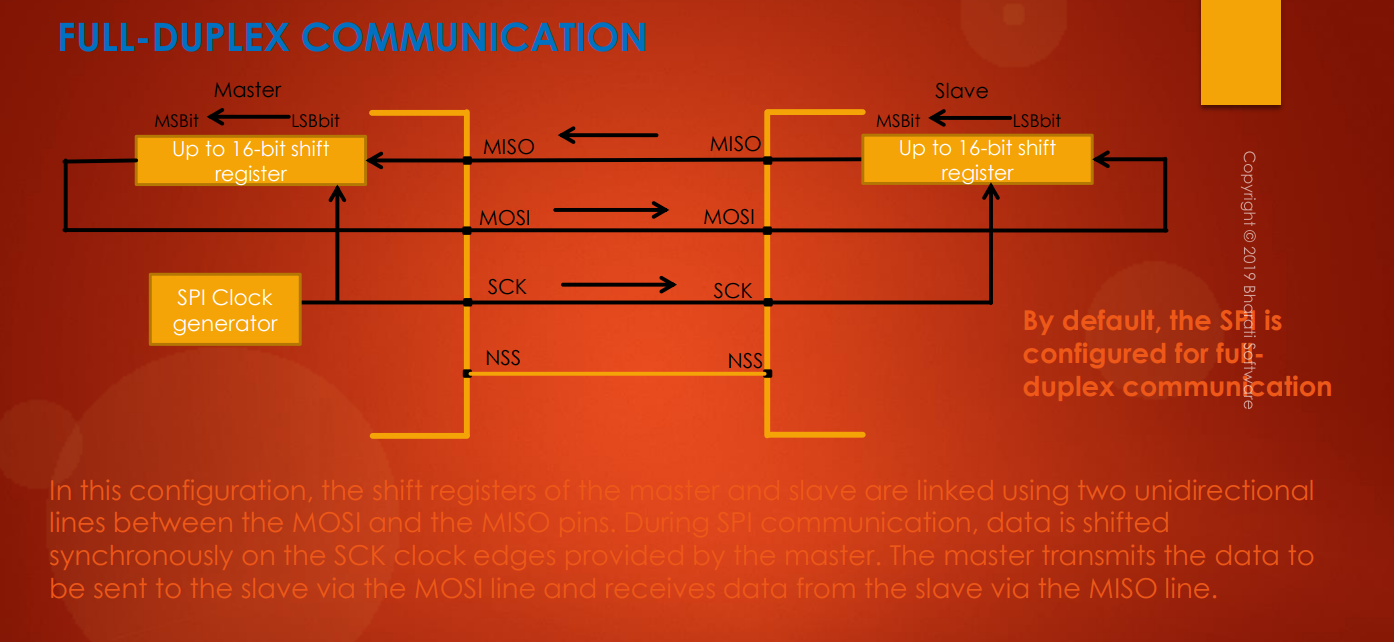 FULL-DUPLEX COMMUNICATION
Master
MSBit
LSBbit
Up to 16-bit shift
register
Slave
MSBit
LSBbit
Up to 16-bit shift
register
MISO
MISO
MOSI
MOSI
SCK
SCK
NSS
NSS
SPI Clock
generator
By default, the SPI is
configured for full-
duplex communication
Copyright © 2019 Bharati Software
In this configuration, the shift registers of the master and slave are linked using two unidirectional
lines between the MOSI and the MISO pins. During SPI communication, data is shifted
synchronously on the SCK clock edges provided by the master. The master transmits the data to
be sent to the slave via the MOSI line and receives data from the slave via the MISO line.